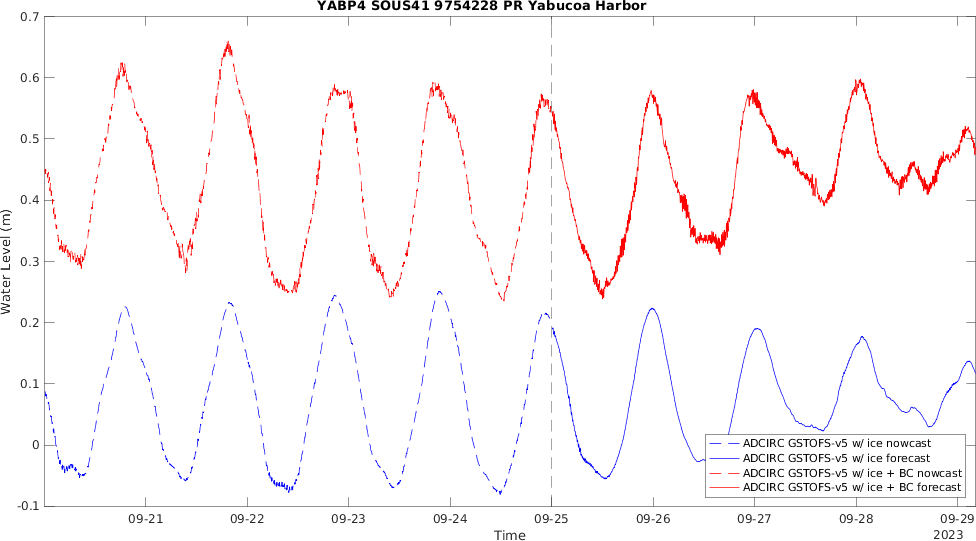 YABP4 SOUS41 9754228 PR Yabucoa Harbor
0.7
0.6
0.5
0.4
0.3
0.2
0.1
0
-0.1
Water Level (m)
ADCIRC GSTOFS-v5 w/ ice nowcast
ADCIRC GSTOFS-v5 w/ ice forecast
ADCIRC GSTOFS-v5 w/ ice + BC nowcast
ADCIRC GSTOFS-v5 w/ ice + BC forecast
09-21 09-22 09-23 09-24 09-25 09-26 09-27 09-28 09-29
Time
2023